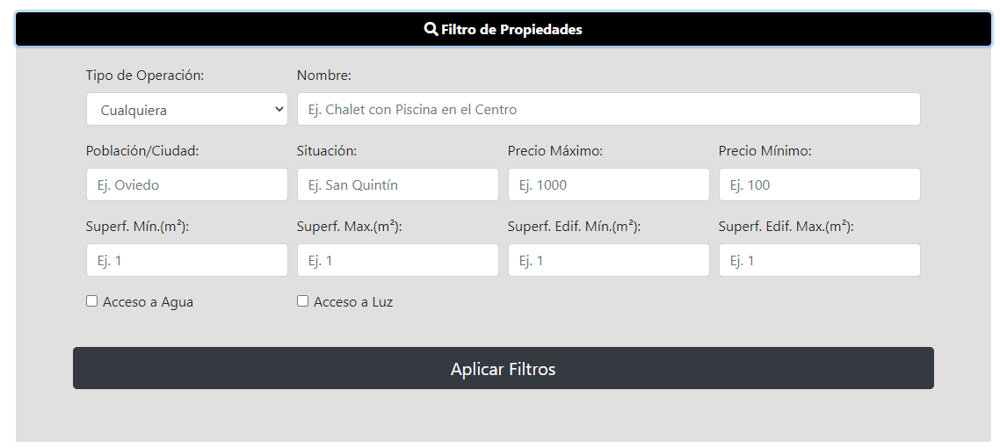 Filtro de Propiedades
Tipo de Operación: Nombre:
Cualquiera Ej. Chalet con Piscina en el Centro
Población/Ciudad: Situación: Precio Máximo: Precio Mínimo:
Ej. Oviedo Ej. San Quintín Ej. 1000 Ej. 100
Superf. Mín.(m²): Superf. Max.(m²): Superf. Edif. Mín.(m²): Superf. Edif. Max.(m²):
Ej. 1 Ej. 1 Ej. 1 Ej. 1
Acceso a Agua Acceso a Luz
Aplicar Filtros